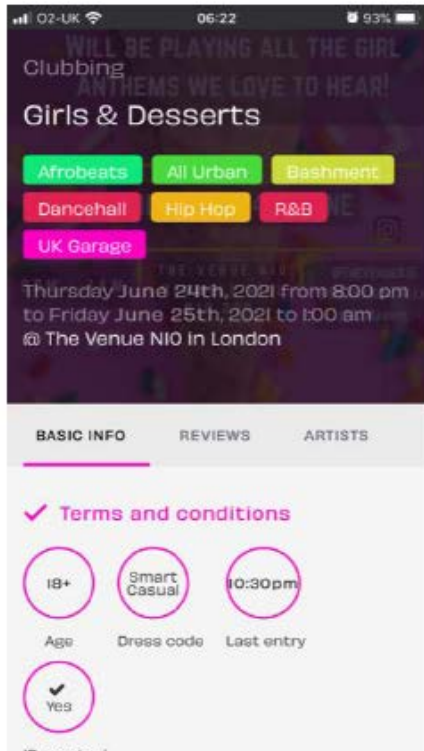 O2-UK 06:22 93%
WILL BE PLAYING ALL THE GIRL
Clubbing
ANTHEMS WE LOVE TO HEAR!
Girls & Desserts
Afrobeats All Urban Bashment
Dancehall Hip Hop R&B
UK Garage
THE VENUE N10
Thursday June 24th, 2021 from 8:00 pm
to Friday June 25th, 2021 to 1:00 am
@ The Venue N10 in London
BASIC INFO REVIEWS ARTISTS
Terms and conditions
18+ Smart Casual 10:30pm
Age Dress code Last entry
Yes